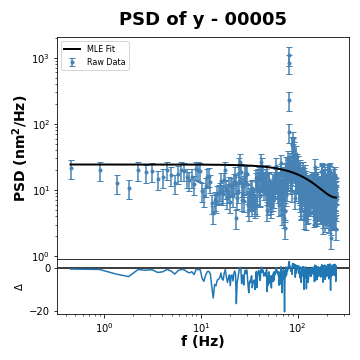 PSD of y - 00005
MLE Fit
Raw Data
PSD (nm²/Hz)
10³
10²
10¹
10⁰
Δ
0
−20
10⁰ 10¹ 10²
f (Hz)